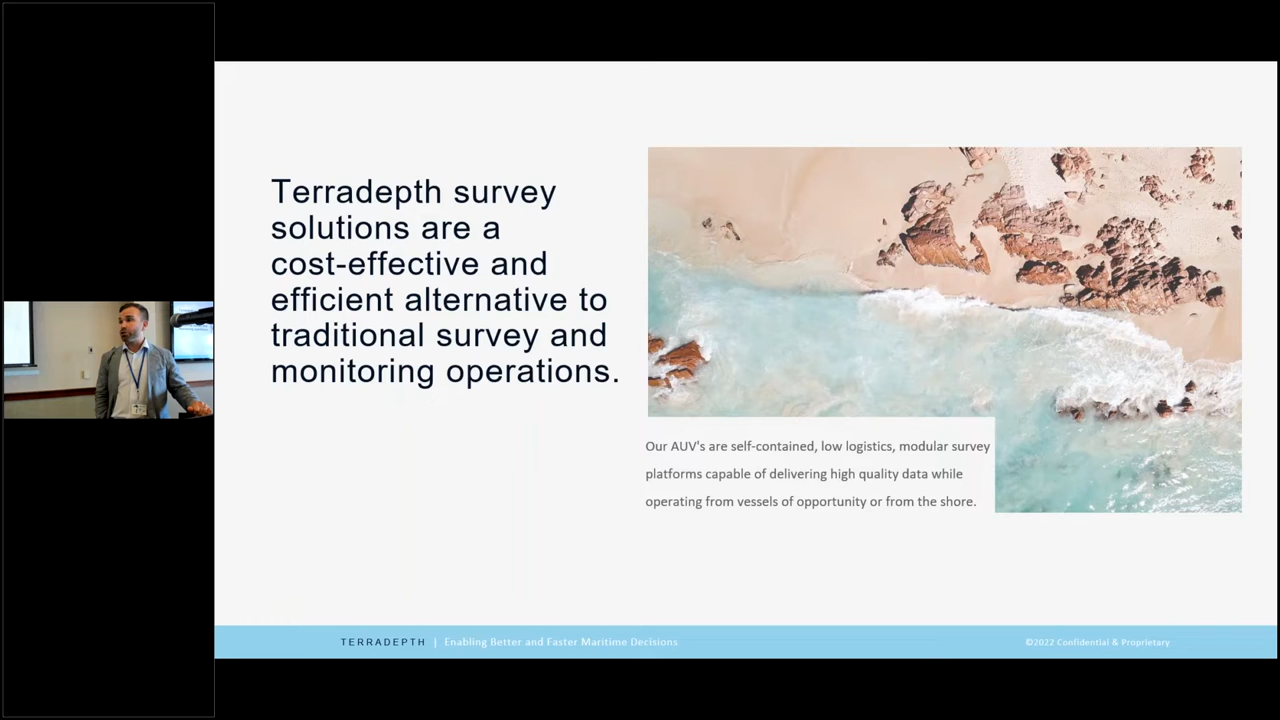 Terradepth survey
solutions are a
cost-effective and
efficient alternative to
traditional survey and
monitoring operations.
Our AUV's are self-contained, low logistics, modular survey
platforms capable of delivering high quality data while
operating from vessels of opportunity or from the shore.
TERRADEPTH | Enabling Better and Faster Maritime Decisions
©2022 Confidential & Proprietary